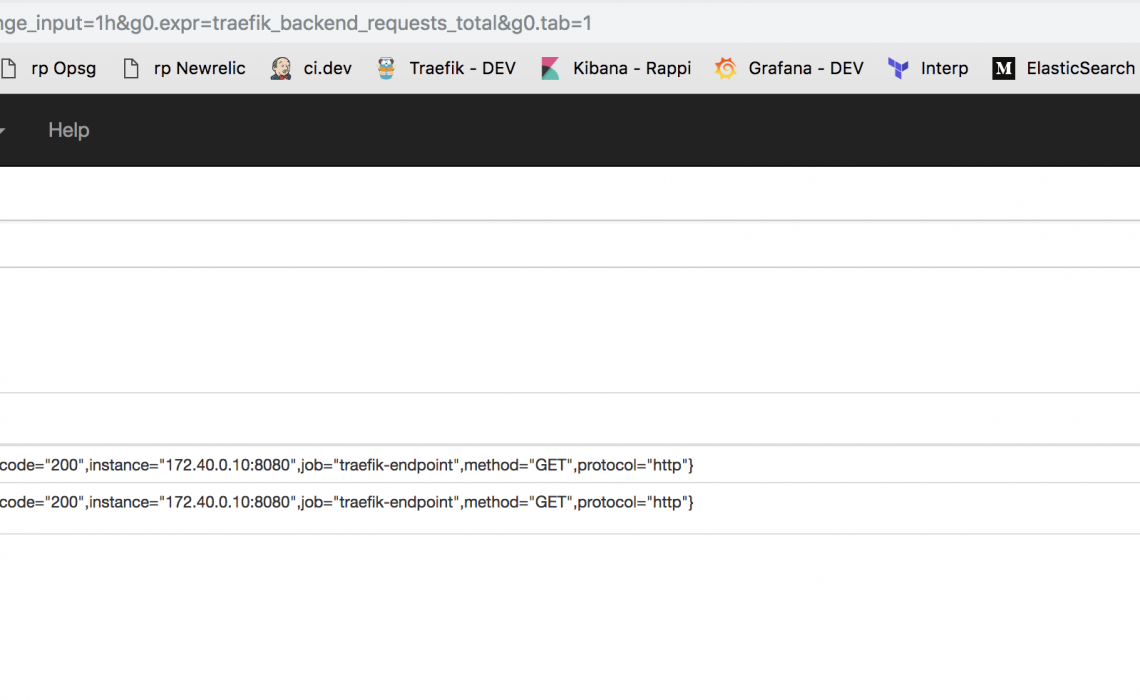 nge_input=1h&g0.expr=traefik_backend_requests_total&g0.tab=1
rp Opsg rp Newrelic ci.dev Traefik - DEV Kibana - Rappi Grafana - DEV Interp M ElasticSearch
Help
code="200",instance="172.40.0.10:8080",job="traefik-endpoint",method="GET",protocol="http"}
code="200",instance="172.40.0.10:8080",job="traefik-endpoint",method="GET",protocol="http"}